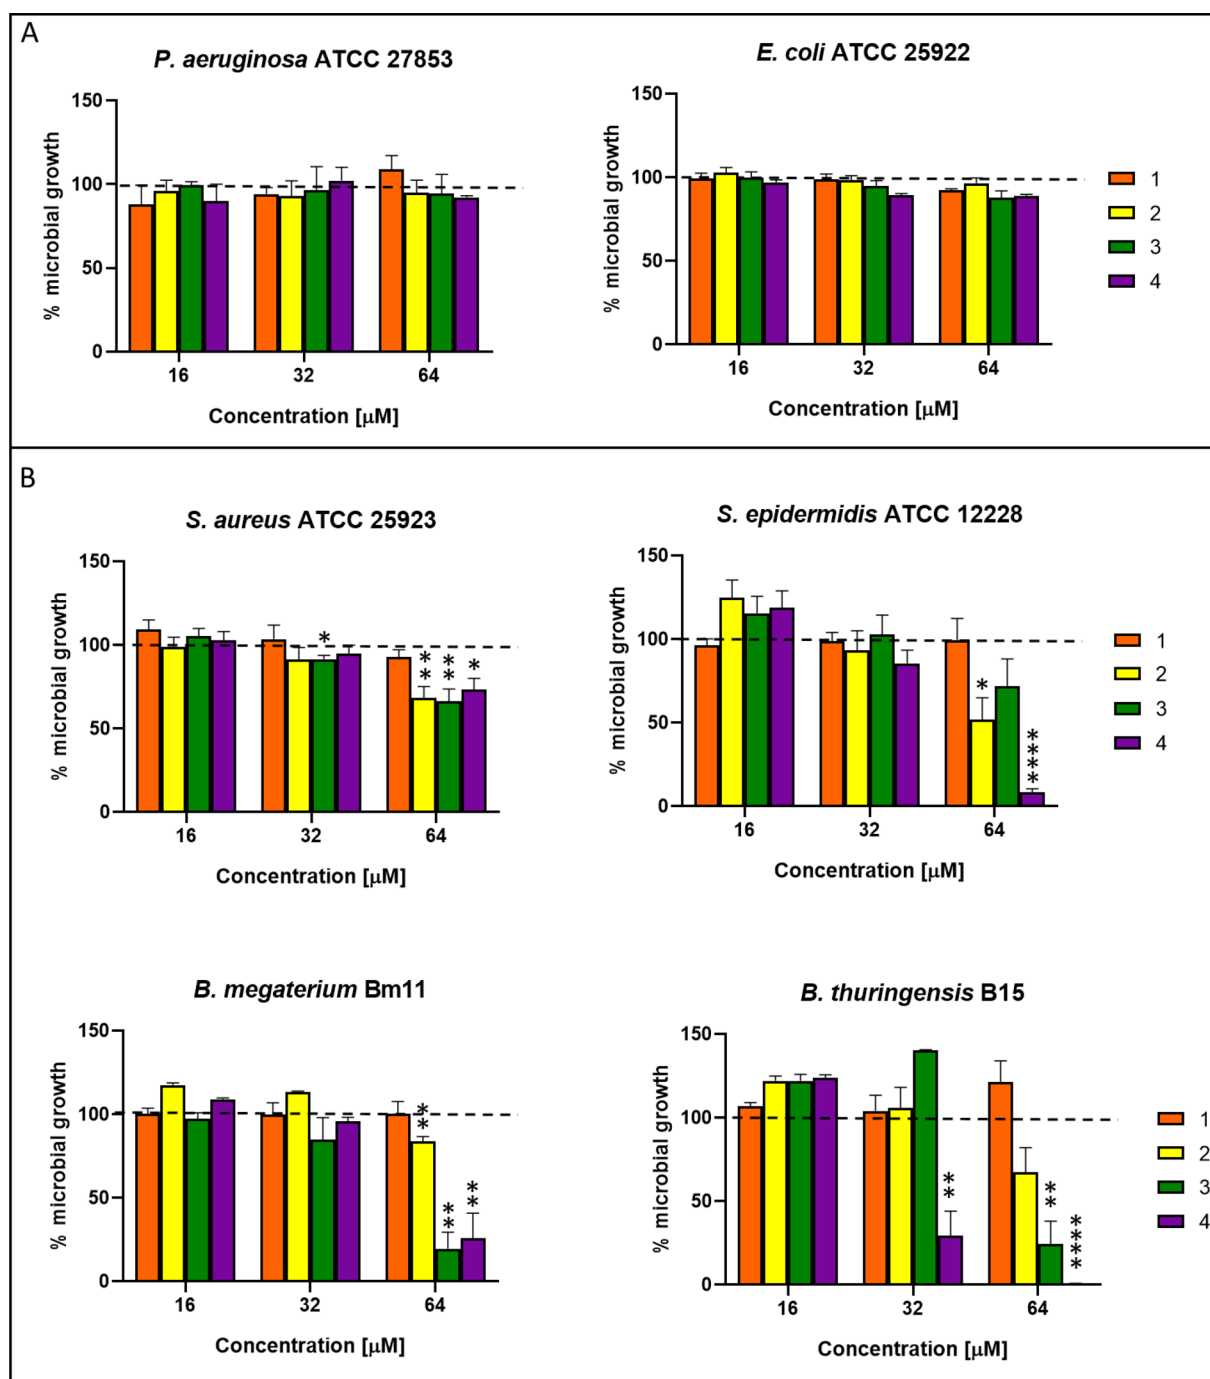 A
P. aeruginosa ATCC 27853
% microbial growth
150
100
50
0
16 32 64
Concentration [μM]
E. coli ATCC 25922
% microbial growth
150
100
50
0
16 32 64
Concentration [μM]
1
2
3
4
B
S. aureus ATCC 25923
% microbial growth
150
100
50
0
*
**
**
*
16 32 64
Concentration [μM]
S. epidermidis ATCC 12228
% microbial growth
150
100
50
0
*
****
16 32 64
Concentration [μM]
1
2
3
4
B. megaterium Bm11
% microbial growth
150
100
50
0
**
**
**
16 32 64
Concentration [μM]
B. thuringensis B15
% microbial growth
150
100
50
0
**
**
****
16 32 64
Concentration [μM]
1
2
3
4